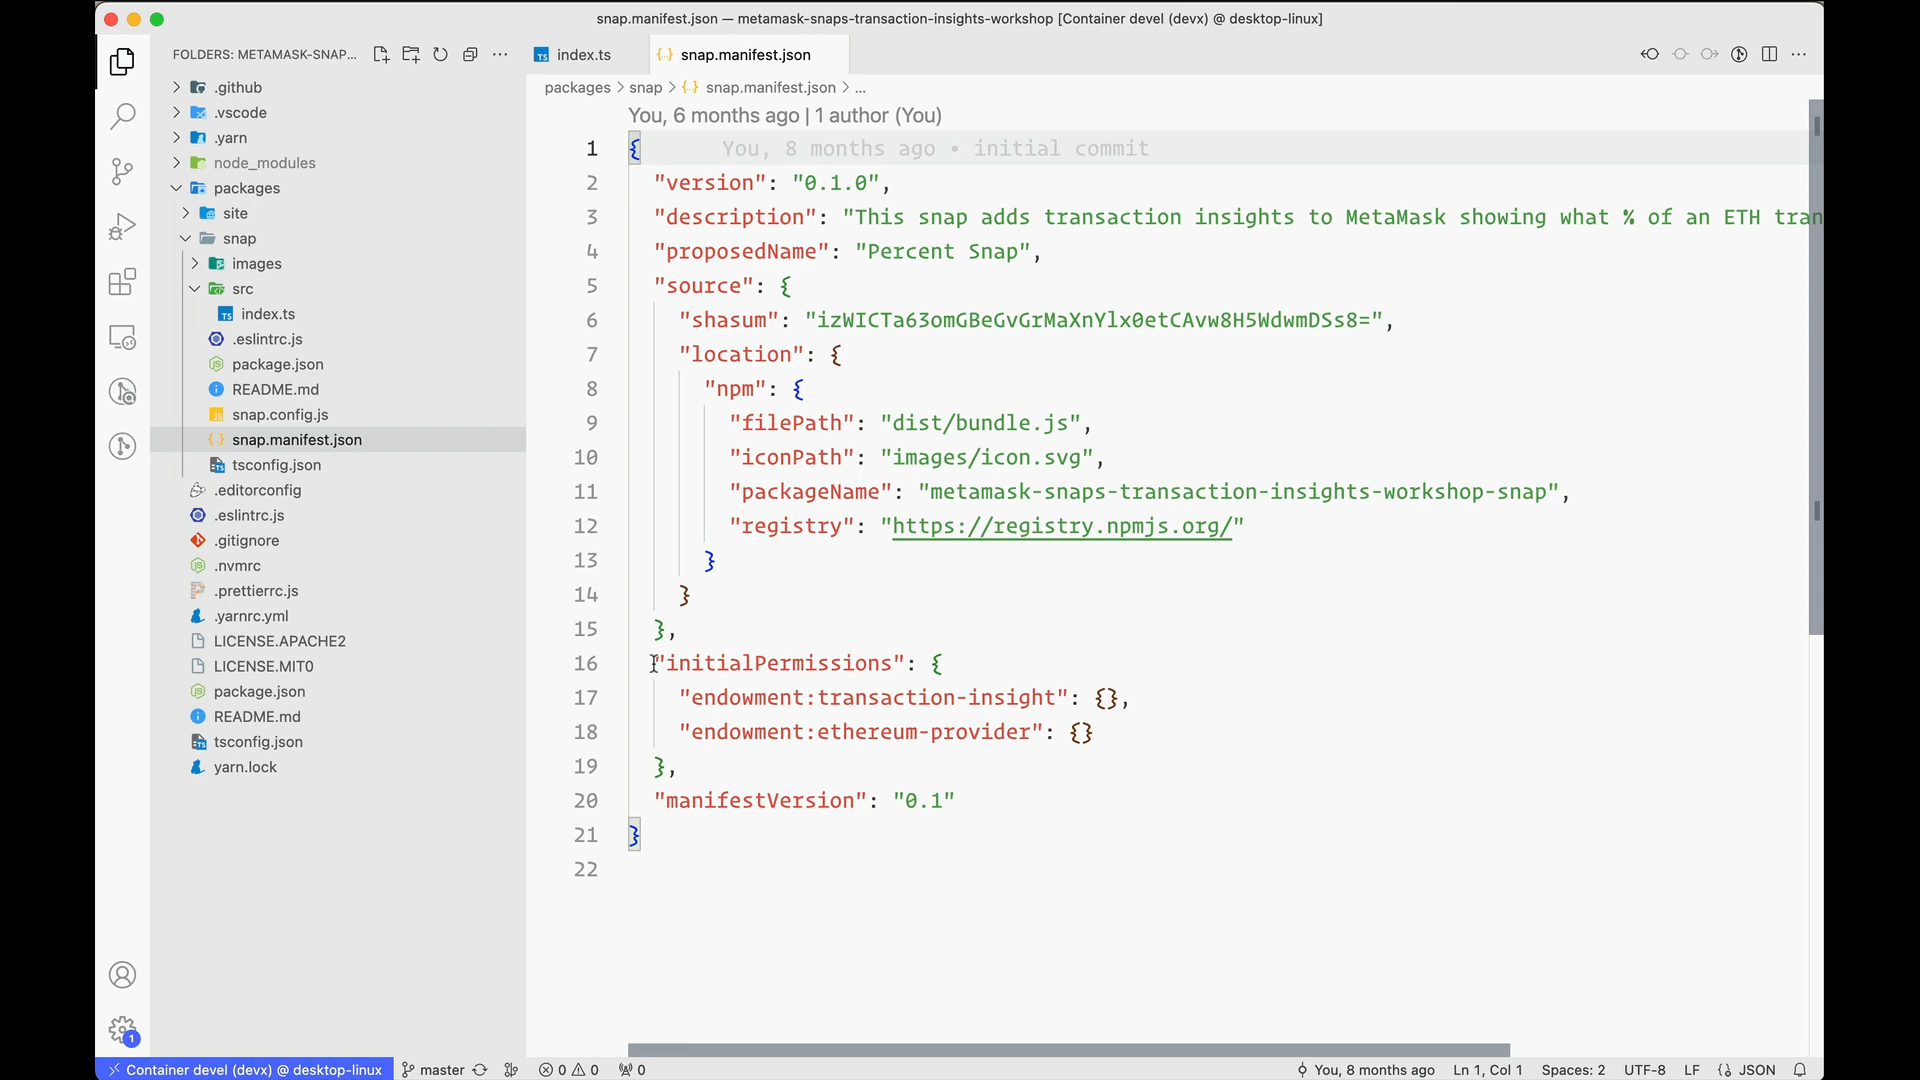 snap.manifest.json — metamask-snaps-transaction-insights-workshop [Container devel (devx) @ desktop-linux]
FOLDERS: METAMASK-SNAP...
.github
.vscode
.yarn
node_modules
packages
site
snap
images
src
index.ts
.eslintrc.js
package.json
README.md
snap.config.js
snap.manifest.json
tsconfig.json
.editorconfig
.eslintrc.js
.gitignore
.nvmrc
.prettierrc.js
.yarnrc.yml
LICENSE.APACHE2
LICENSE.MIT0
package.json
README.md
tsconfig.json
yarn.lock
index.ts
snap.manifest.json
packages > snap > {} snap.manifest.json > ...
You, 6 months ago | 1 author (You)
1 { You, 8 months ago • initial commit
2 "version": "0.1.0",
3 "description": "This snap adds transaction insights to MetaMask showing what % of an ETH tran
4 "proposedName": "Percent Snap",
5 "source": {
6 "shasum": "izWICTa63omGBeGvGrMaXnYlx0etCAvw8H5WdwmDSs8=",
7 "location": {
8 "npm": {
9 "filePath": "dist/bundle.js",
10 "iconPath": "images/icon.svg",
11 "packageName": "metamask-snaps-transaction-insights-workshop-snap",
12 "registry": "https://registry.npmjs.org/"
13 }
14 }
15 },
16 "initialPermissions": {
17 "endowment:transaction-insight": {},
18 "endowment:ethereum-provider": {}
19 },
20 "manifestVersion": "0.1"
21 }
22
1
Container devel (devx) @ desktop-linux
master
0 0
0
You, 8 months ago
Ln 1, Col 1
Spaces: 2
UTF-8
LF
{} JSON